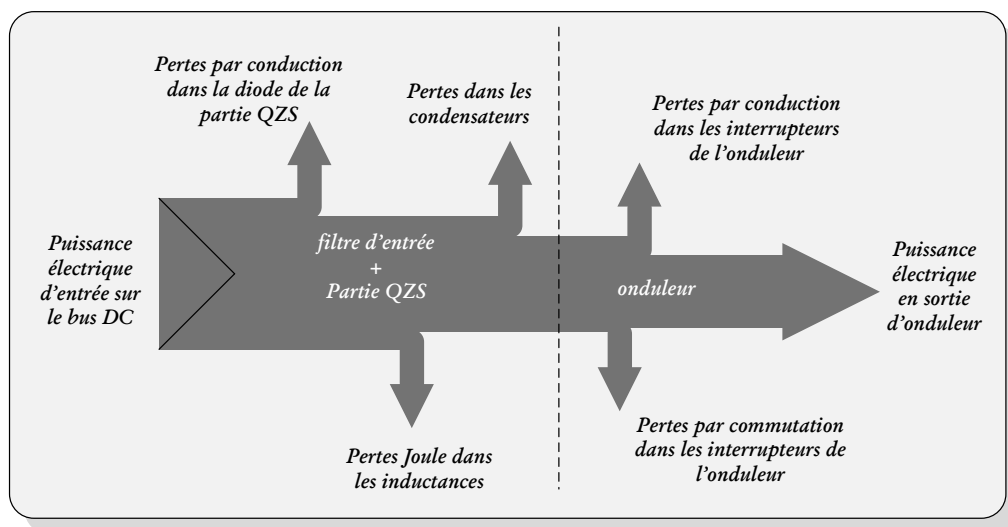 Pertes par conduction
dans la diode de la
partie QZS
Pertes dans les
condensateurs
Pertes par conduction
dans les interrupteurs
de l’onduleur
Puissance
électrique
d’entrée sur
le bus DC
filtre d’entrée
+
Partie QZS
onduleur
Puissance
électrique
en sortie
d’onduleur
Pertes Joule dans
les inductances
Pertes par commutation
dans les interrupteurs de
l’onduleur